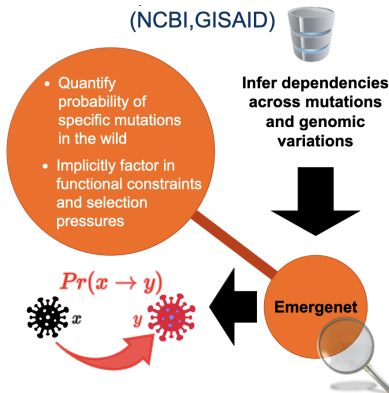 (NCBI,GISAID)
• Quantify
probability of
specific mutations
in the wild
• Implicitly factor in
functional constraints
and selection
pressures
Infer dependencies
across mutations
and genomic
variations
Pr(x → y)
x
y
Emergenet